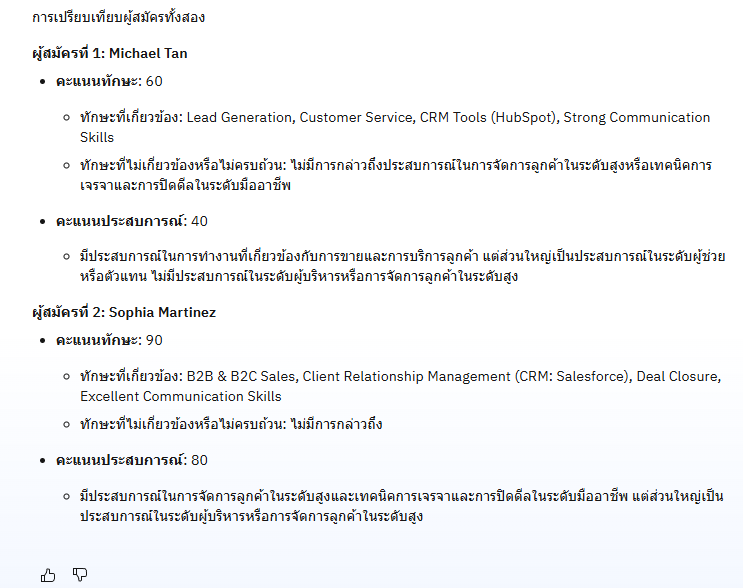 การเปรียบเทียบผู้สมัครทั้งสอง
ผู้สมัครที่ 1: Michael Tan
• คะแนนทักษะ: 60
◦ ทักษะที่เกี่ยวข้อง: Lead Generation, Customer Service, CRM Tools (HubSpot), Strong Communication
Skills
◦ ทักษะที่ไม่เกี่ยวข้องหรือไม่ครบถ้วน: ไม่มีการกล่าวถึงประสบการณ์ในการจัดการลูกค้าในระดับสูงหรือเทคนิคการ
เจรจาและการปิดดีลในระดับมืออาชีพ
• คะแนนประสบการณ์: 40
◦ มีประสบการณ์ในการทำงานที่เกี่ยวข้องกับการขายและการบริการลูกค้า แต่ส่วนใหญ่เป็นประสบการณ์ในระดับผู้ช่วย
หรือตัวแทน ไม่มีประสบการณ์ในระดับผู้บริหารหรือการจัดการลูกค้าในระดับสูง
ผู้สมัครที่ 2: Sophia Martinez
• คะแนนทักษะ: 90
◦ ทักษะที่เกี่ยวข้อง: B2B & B2C Sales, Client Relationship Management (CRM: Salesforce), Deal Closure,
Excellent Communication Skills
◦ ทักษะที่ไม่เกี่ยวข้องหรือไม่ครบถ้วน: ไม่มีการกล่าวถึง
• คะแนนประสบการณ์: 80
◦ มีประสบการณ์ในการจัดการลูกค้าในระดับสูงและเทคนิคการเจรจาและการปิดดีลในระดับมืออาชีพ แต่ส่วนใหญ่เป็น
ประสบการณ์ในระดับผู้บริหารหรือการจัดการลูกค้าในระดับสูง